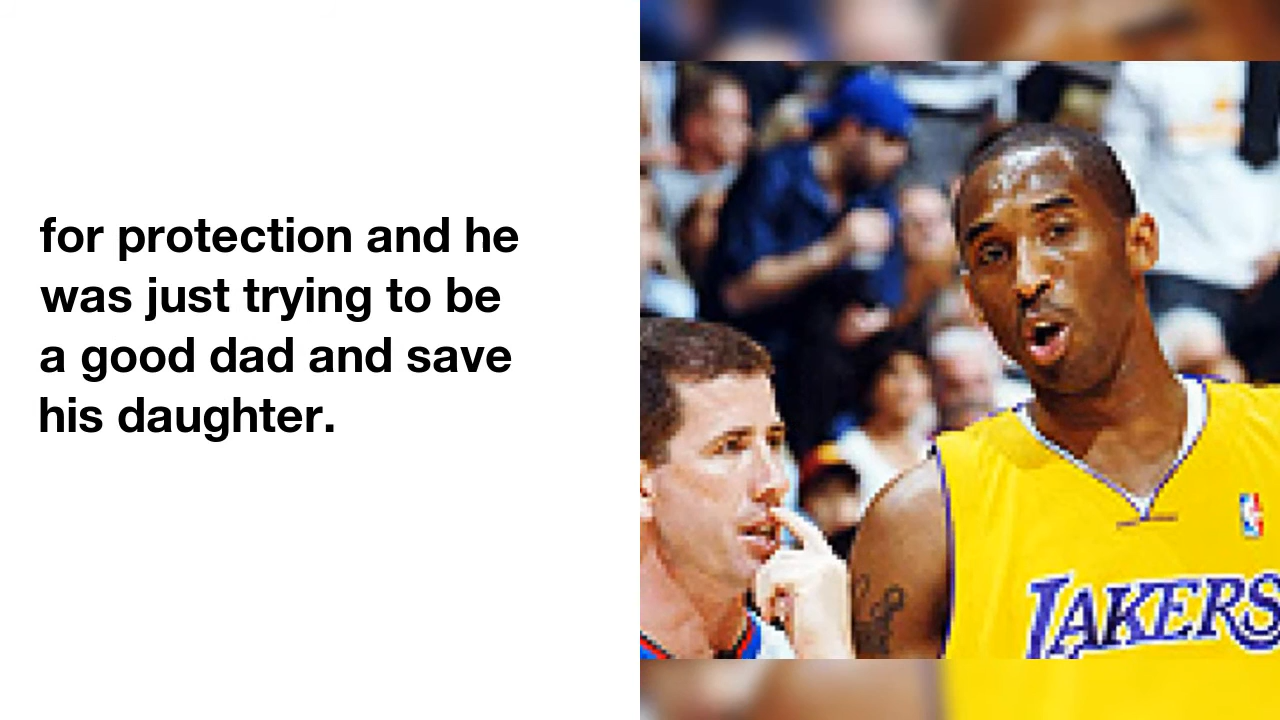 for protection and he
was just trying to be
a good dad and save
his daughter.
LAKERS